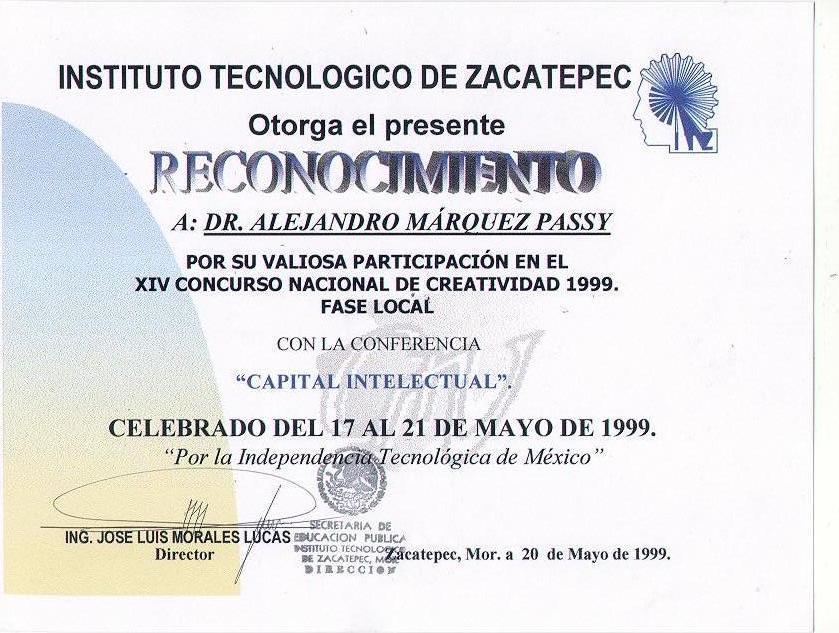 INSTITUTO TECNOLOGICO DE ZACATEPEC
Otorga el presente
RECONOCIMIENTO
A: DR. ALEJANDRO MÁRQUEZ PASSY
POR SU VALIOSA PARTICIPACIÓN EN EL
XIV CONCURSO NACIONAL DE CREATIVIDAD 1999.
FASE LOCAL
CON LA CONFERENCIA
“CAPITAL INTELECTUAL”.
CELEBRADO DEL 17 AL 21 DE MAYO DE 1999.
“Por la Independencia Tecnológica de México”
SECRETARIA DE
EDUCACION PUBLICA
INSTITUTO TECNOLOGICO
DE ZACATEPEC, MOR.
DIRECCION
ING. JOSE LUIS MORALES LUCAS
Director
Zacatepec, Mor. a 20 de Mayo de 1999.